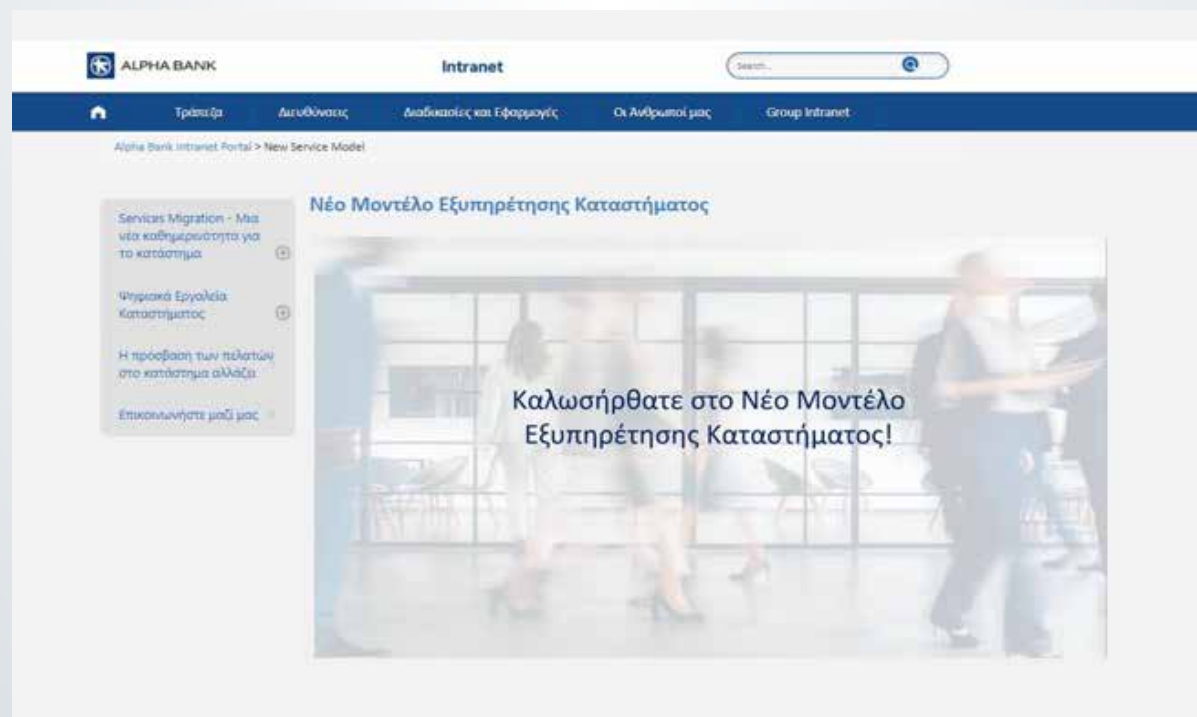 ALPHA BANK
Intranet
Search...
Τράπεζα
Διευθύνσεις
Διαδικασίες και Εφαρμογές
Οι Άνθρωποί μας
Group Intranet
Alpha Bank Intranet Portal > New Service Model
Νέο Μοντέλο Εξυπηρέτησης Καταστήματος
Services Migration - Μια
νέα καθημερινότητα για
το κατάστημα
Ψηφιακά Εργαλεία
Καταστήματος
Η πρόσβαση των πελατών
στο κατάστημα αλλάζει
Επικοινωνήστε μαζί μας
Καλωσήρθατε στο Νέο Μοντέλο
Εξυπηρέτησης Καταστήματος!